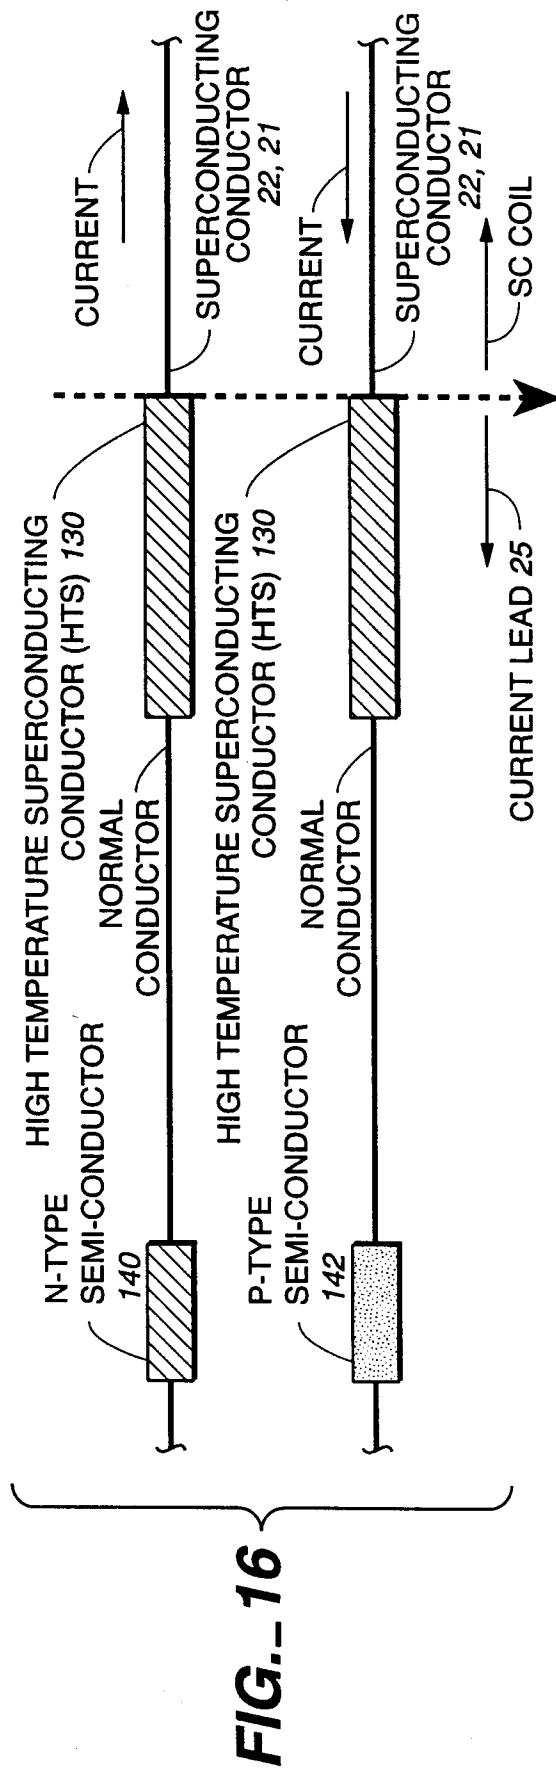 HIGH TEMPERATURE SUPERCONDUCTING
CONDUCTOR (HTS) 130
N-TYPE
SEMI-CONDUCTOR
140
NORMAL
CONDUCTOR
CURRENT
SUPERCONDUCTING
CONDUCTOR
22, 21
HIGH TEMPERATURE SUPERCONDUCTING
CONDUCTOR (HTS) 130
P-TYPE
SEMI-CONDUCTOR
142
NORMAL
CONDUCTOR
CURRENT
SUPERCONDUCTING
CONDUCTOR
22, 21
CURRENT LEAD 25
SC COIL
FIG._16